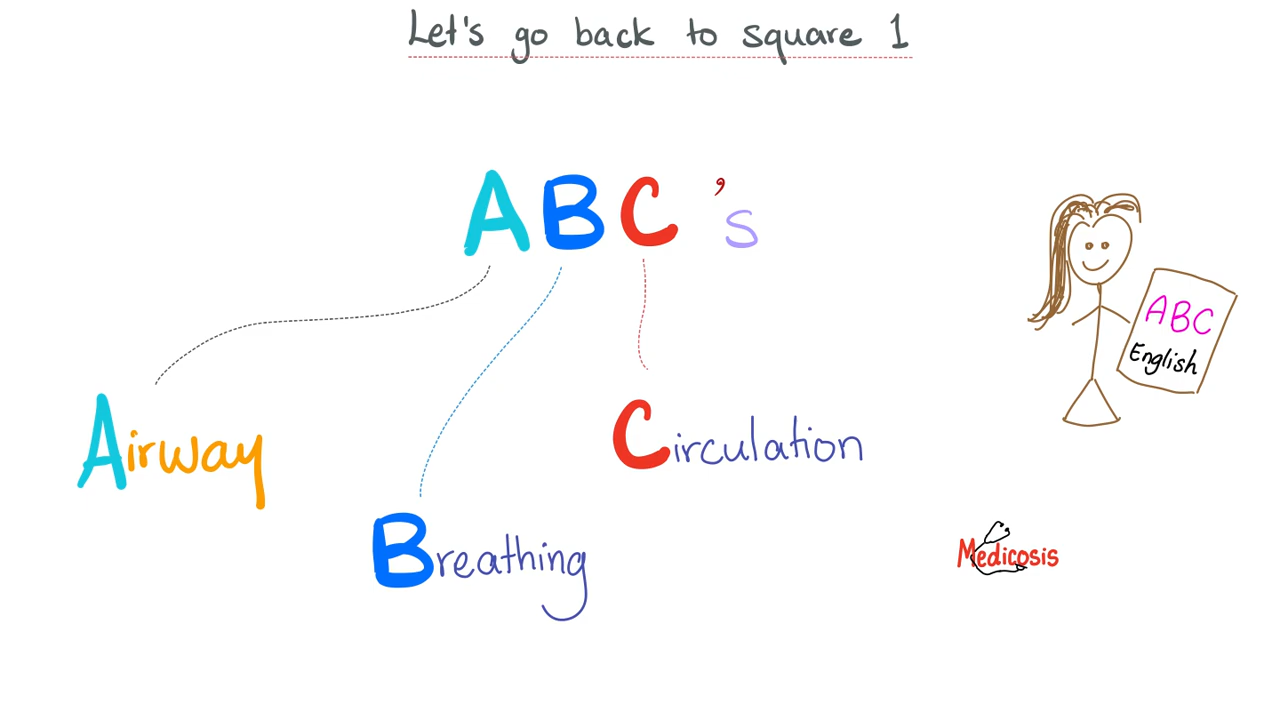 Let's go back to square 1
ABC's
ABC
English
Airway
Circulation
Breathing
Medicosis